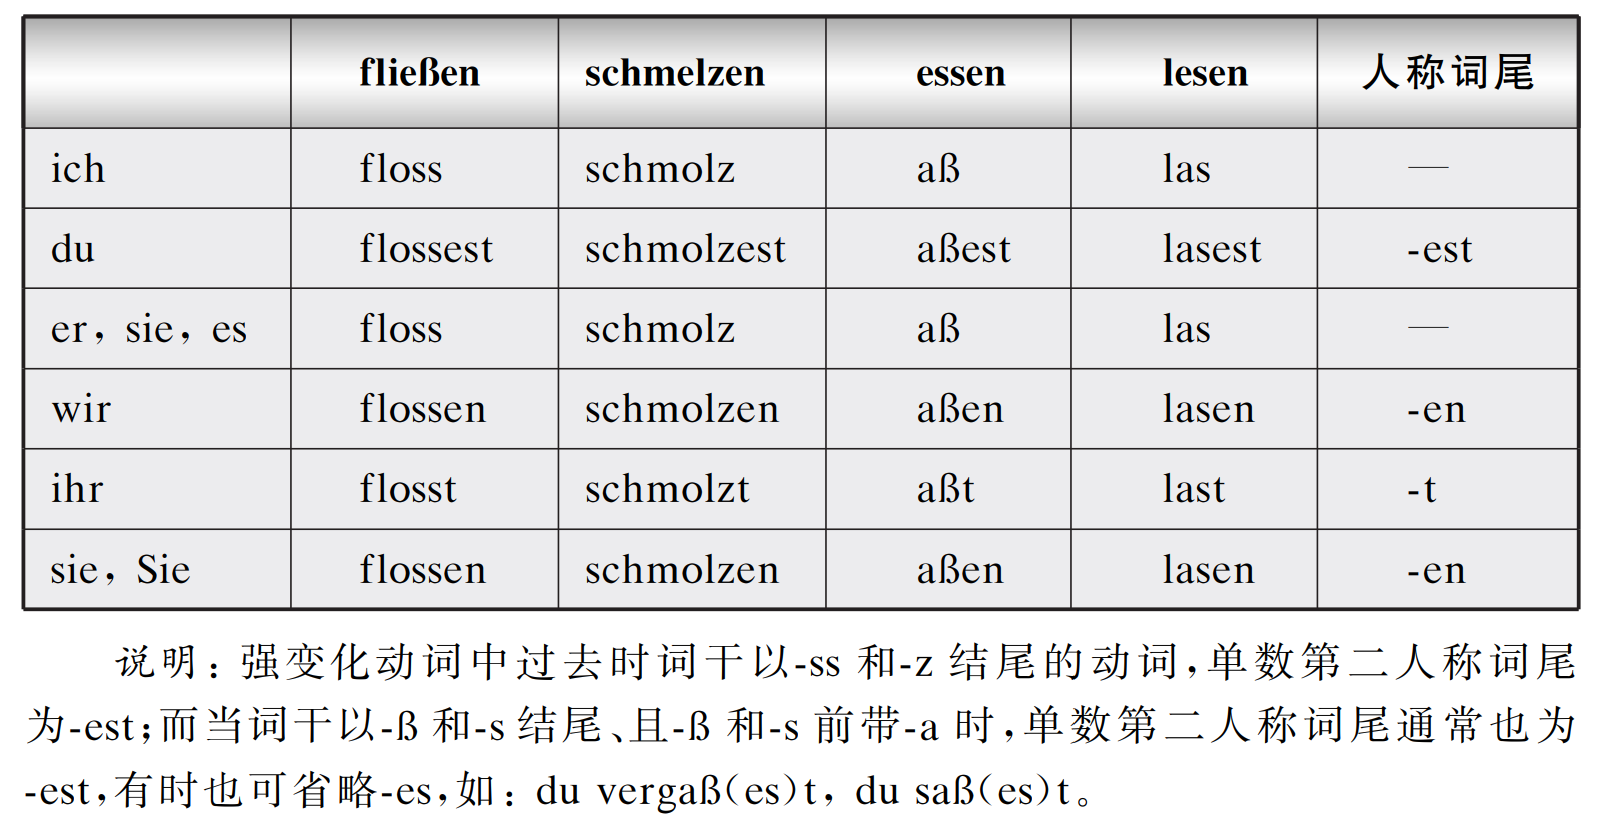 fließen schmelzen essen lesen 人称词尾
ich floss schmolz aß las —
du flossest schmolzest aßest lasest -est
er, sie, es floss schmolz aß las —
wir flossen schmolzen aßen lasen -en
ihr flosst schmolzt aßt last -t
sie, Sie flossen schmolzen aßen lasen -en
说明：强变化动词中过去时词干以-ss 和-z 结尾的动词，单数第二人称词尾
为-est；而当词干以-ß 和-s 结尾、且-ß 和-s 前带-a 时，单数第二人称词尾通常也为
-est，有时也可省略-es，如：du vergaß(es)t, du saß(es)t。